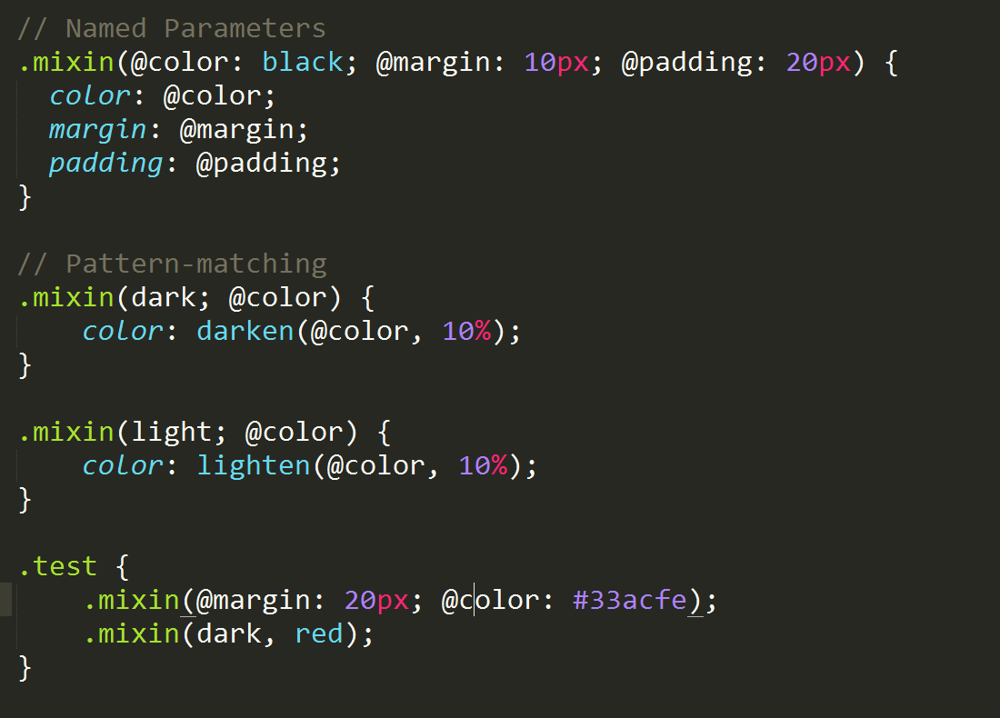 // Named Parameters
.mixin(@color: black; @margin: 10px; @padding: 20px) {
  color: @color;
  margin: @margin;
  padding: @padding;
}

// Pattern-matching
.mixin(dark; @color) {
    color: darken(@color, 10%);
}

.mixin(light; @color) {
    color: lighten(@color, 10%);
}

.test {
    .mixin(@margin: 20px; @color: #33acfe);
    .mixin(dark, red);
}